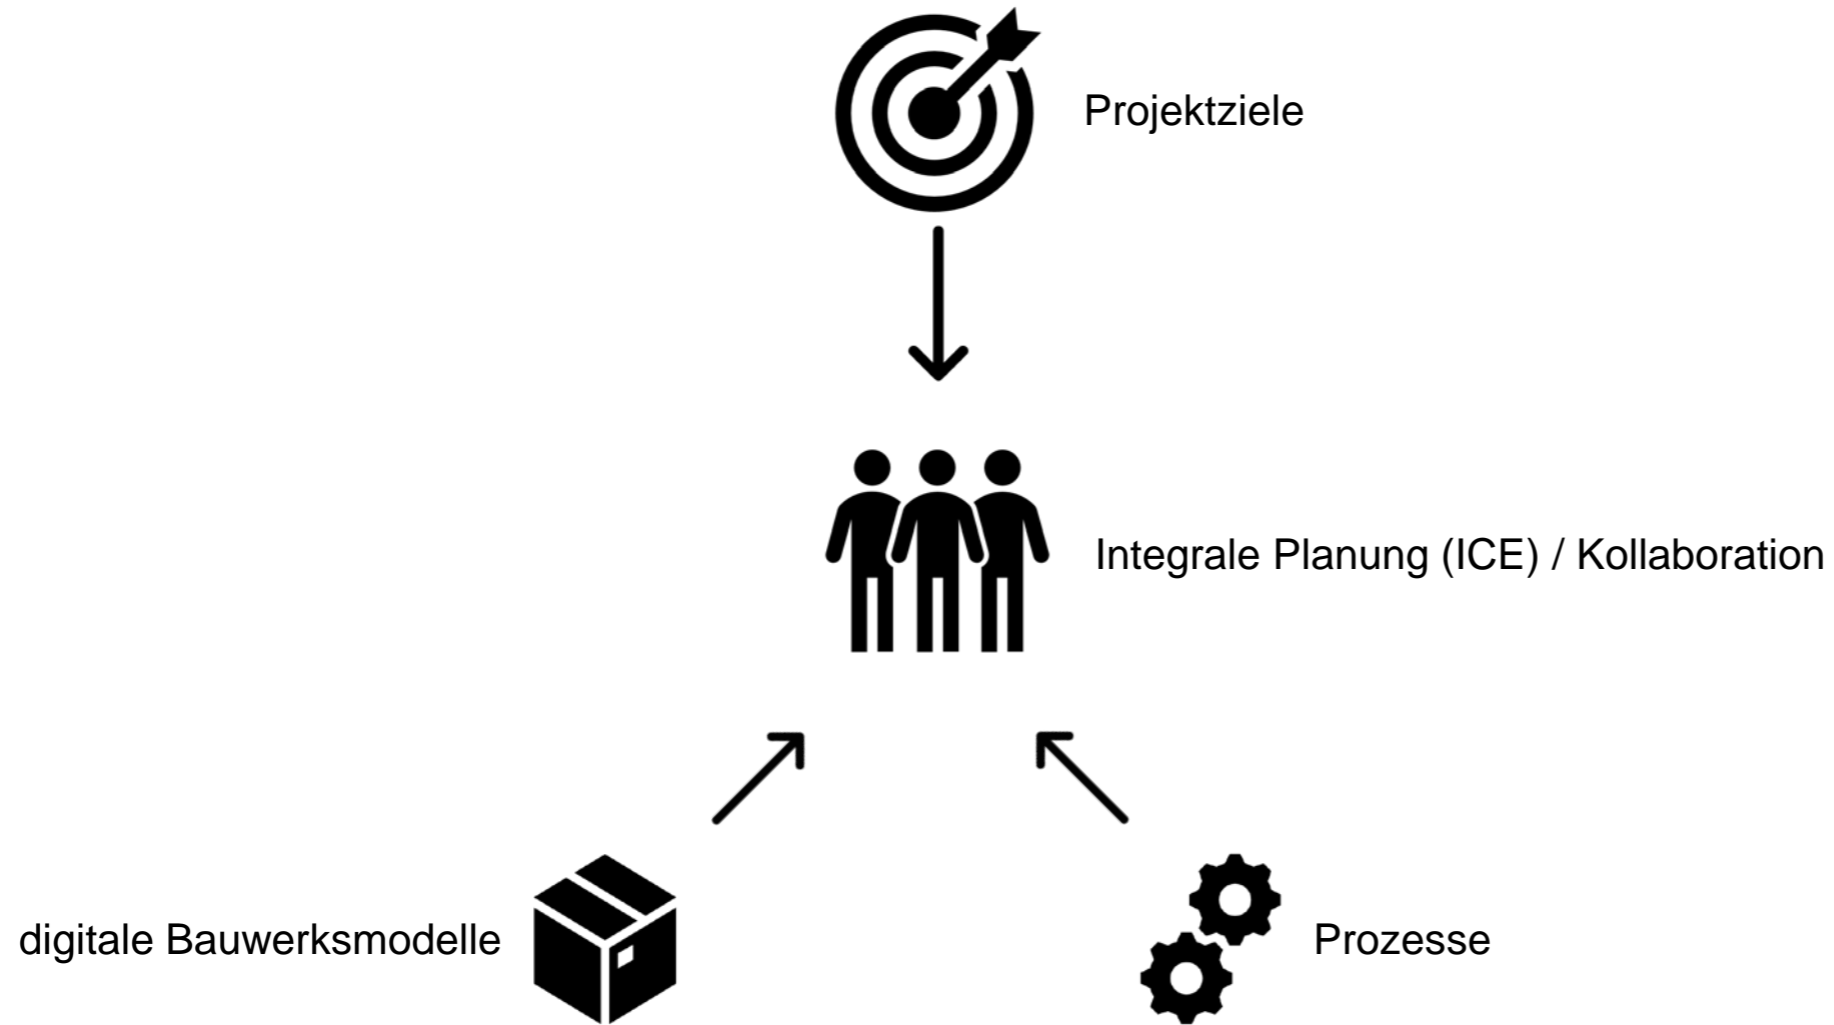 Projektziele
Integrale Planung (ICE) / Kollaboration
digitale Bauwerksmodelle
Prozesse